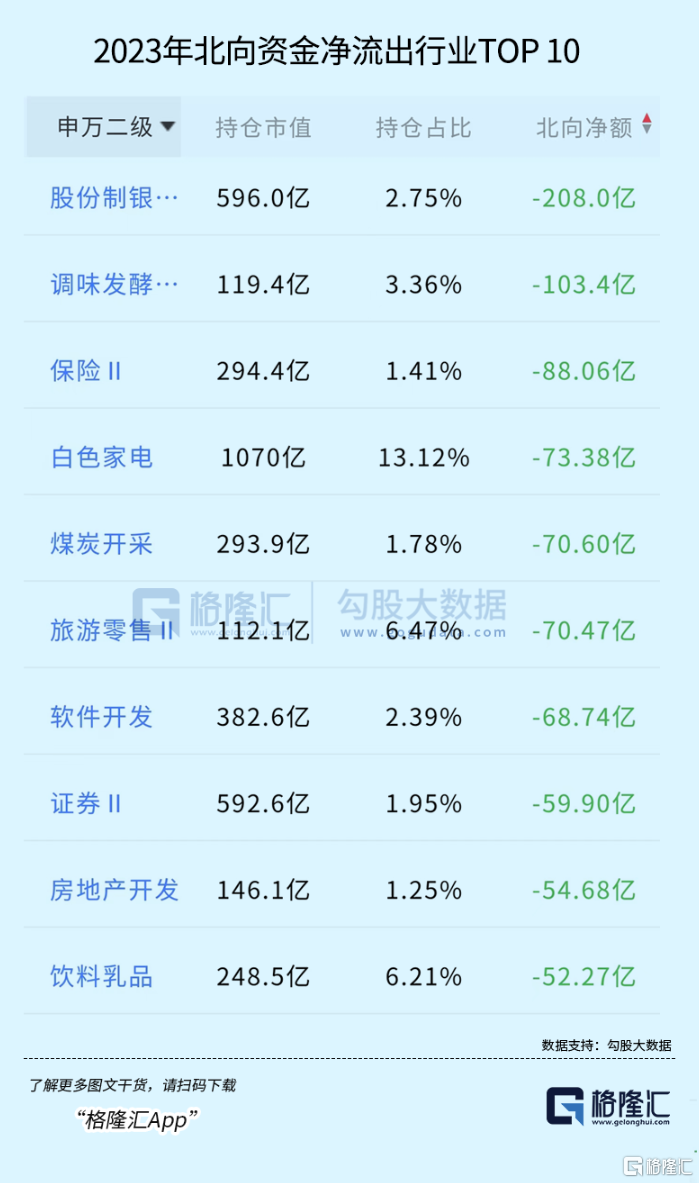 2023年北向资金净流出行业TOP 10
申万二级 持仓市值 持仓占比 北向净额
股份制银… 596.0亿 2.75% -208.0亿
调味发酵… 119.4亿 3.36% -103.4亿
保险Ⅱ 294.4亿 1.41% -88.06亿
白色家电 1070亿 13.12% -73.38亿
煤炭开采 293.9亿 1.78% -70.60亿
格隆汇 勾股大数据
www.gelonghui.com www.gogudata.com
旅游零售Ⅱ 112.1亿 6.47% -70.47亿
软件开发 382.6亿 2.39% -68.74亿
证券Ⅱ 592.6亿 1.95% -59.90亿
房地产开发 146.1亿 1.25% -54.68亿
饮料乳品 248.5亿 6.21% -52.27亿
数据支持：勾股大数据
了解更多图文干货，请扫码下载
“格隆汇App”
格隆汇
www.gelonghui.com
格隆汇